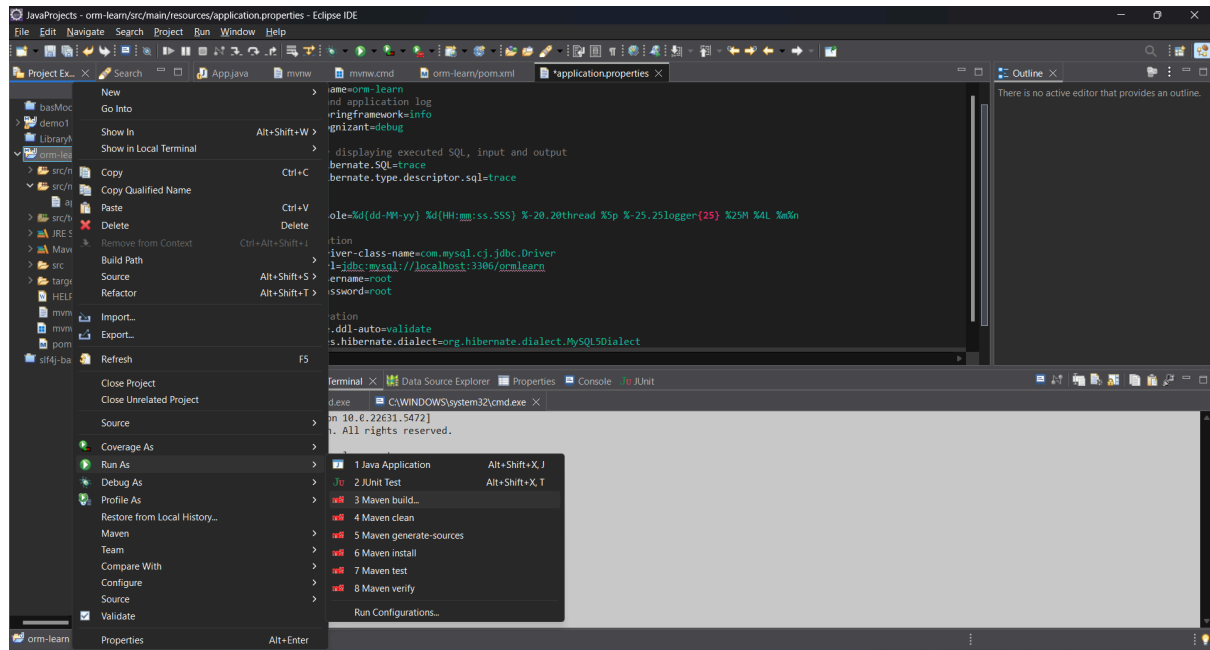 JavaProjects - orm-learn/src/main/resources/application.properties - Eclipse IDE
File Edit Navigate Search Project Run Window Help
Project Ex... Search App.java mvnw mvnw.cmd orm-learn/pom.xml *application.properties Outline
There is no active editor that provides an outline.
basMoc
demo1
LibraryM
orm-lea
src/n
src/n
ap
src/t
JRE S
Mave
src
targe
HELP
mvn
mvn
pom
slf4j-ba
New
Go Into
Show In Alt+Shift+W
Show in Local Terminal
Copy Ctrl+C
Copy Qualified Name
Paste Ctrl+V
Delete Delete
Remove from Context Ctrl+Alt+Shift+↓
Build Path
Source Alt+Shift+S
Refactor Alt+Shift+T
Import...
Export...
Refresh F5
Close Project
Close Unrelated Project
Source
Coverage As
Run As
Debug As
Profile As
Restore from Local History...
Maven
Team
Compare With
Configure
Source
Validate
Properties Alt+Enter
ame=orm-learn
nd application log
ringframework=info
gnizant=debug
displaying executed SQL, input and output
bernate.SQL=trace
bernate.type.descriptor.sql=trace
ole=%d{dd-MM-yy} %d{HH:mm:ss.SSS} %-20.20thread %5p %-25.25logger{25} %25M %4L %m%n
tion
iver-class-name=com.mysql.cj.jdbc.Driver
l=jdbc:mysql://localhost:3306/ormlearn
ername=root
ssword=root
ation
.ddl-auto=validate
s.hibernate.dialect=org.hibernate.dialect.MySQL5Dialect
Terminal Data Source Explorer Properties Console JUnit
d.exe C:\WINDOWS\system32\cmd.exe
on 10.0.22631.5472]
n. All rights reserved.
1 Java Application Alt+Shift+X, J
2 JUnit Test Alt+Shift+X, T
3 Maven build...
4 Maven clean
5 Maven generate-sources
6 Maven install
7 Maven test
8 Maven verify
Run Configurations...
orm-learn